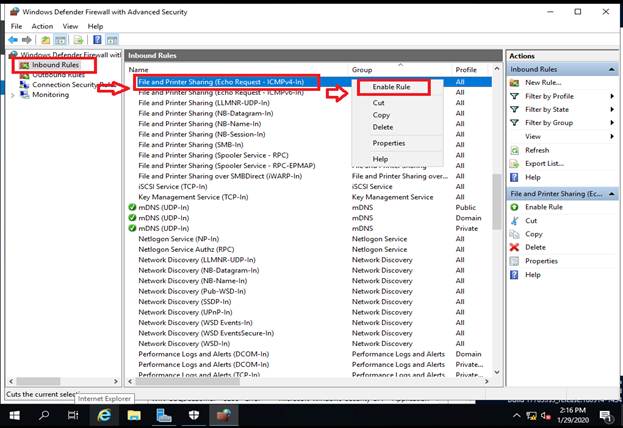 Windows Defender Firewall with Advanced Security
File Action View Help
Windows Defender Firewall with
Inbound Rules
Outbound Rules
Connection Security Rules
Monitoring
Inbound Rules
Name Group Profile
File and Printer Sharing (Echo Request - ICMPv4-In) All
File and Printer Sharing (Echo Request - ICMPv6-In) All
File and Printer Sharing (LLMNR-UDP-In) All
File and Printer Sharing (NB-Datagram-In) All
File and Printer Sharing (NB-Name-In) All
File and Printer Sharing (NB-Session-In) All
File and Printer Sharing (SMB-In) All
File and Printer Sharing (Spooler Service - RPC) All
File and Printer Sharing (Spooler Service - RPC-EPMAP) File and Printer Sharing All
File and Printer Sharing over SMBDirect (iWARP-In) File and Printer Sharing over... All
iSCSI Service (TCP-In) iSCSI Service All
Key Management Service (TCP-In) Key Management Service All
mDNS (UDP-In) mDNS Public
mDNS (UDP-In) mDNS Domain
mDNS (UDP-In) mDNS Private
Netlogon Service (NP-In) Netlogon Service All
Netlogon Service Authz (RPC) Netlogon Service All
Network Discovery (LLMNR-UDP-In) Network Discovery All
Network Discovery (NB-Datagram-In) Network Discovery All
Network Discovery (NB-Name-In) Network Discovery All
Network Discovery (Pub-WSD-In) Network Discovery All
Network Discovery (SSDP-In) Network Discovery All
Network Discovery (UPnP-In) Network Discovery All
Network Discovery (WSD Events-In) Network Discovery All
Network Discovery (WSD EventsSecure-In) Network Discovery All
Network Discovery (WSD-In) Network Discovery All
Performance Logs and Alerts (DCOM-In) Performance Logs and Alerts Domain
Performance Logs and Alerts (DCOM-In) Performance Logs and Alerts Private
Performance Logs and Alerts (TCP-In) Performance Logs and Alerts Private
Enable Rule
Cut
Copy
Delete
Properties
Help
Actions
Inbound Rules
New Rule...
Filter by Profile
Filter by State
Filter by Group
View
Refresh
Export List...
Help
File and Printer Sharing (Ec...
Enable Rule
Cut
Copy
Delete
Properties
Help
Cuts the current selec
Internet Explorer
2:16 PM
1/29/2020